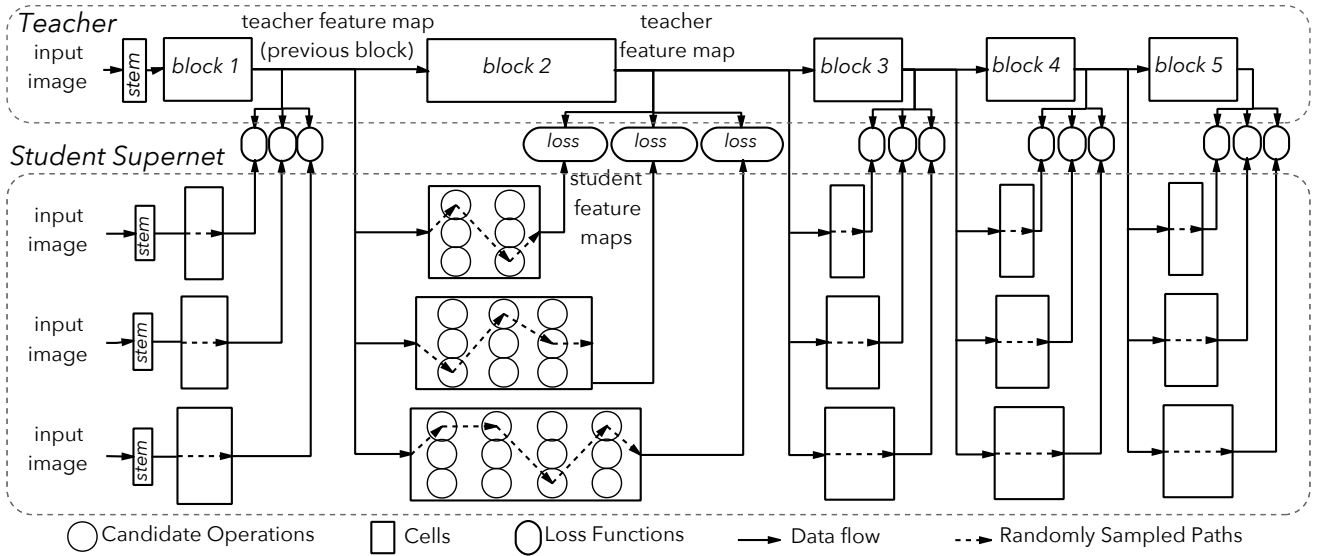 Teacher
input
image
stem
block 1
teacher feature map
(previous block)
block 2
teacher
feature map
block 3
block 4
block 5
Student Supernet
loss
loss
loss
student
feature
maps
input
image
stem
input
image
stem
input
image
stem
Candidate Operations
Cells
Loss Functions
Data flow
Randomly Sampled Paths